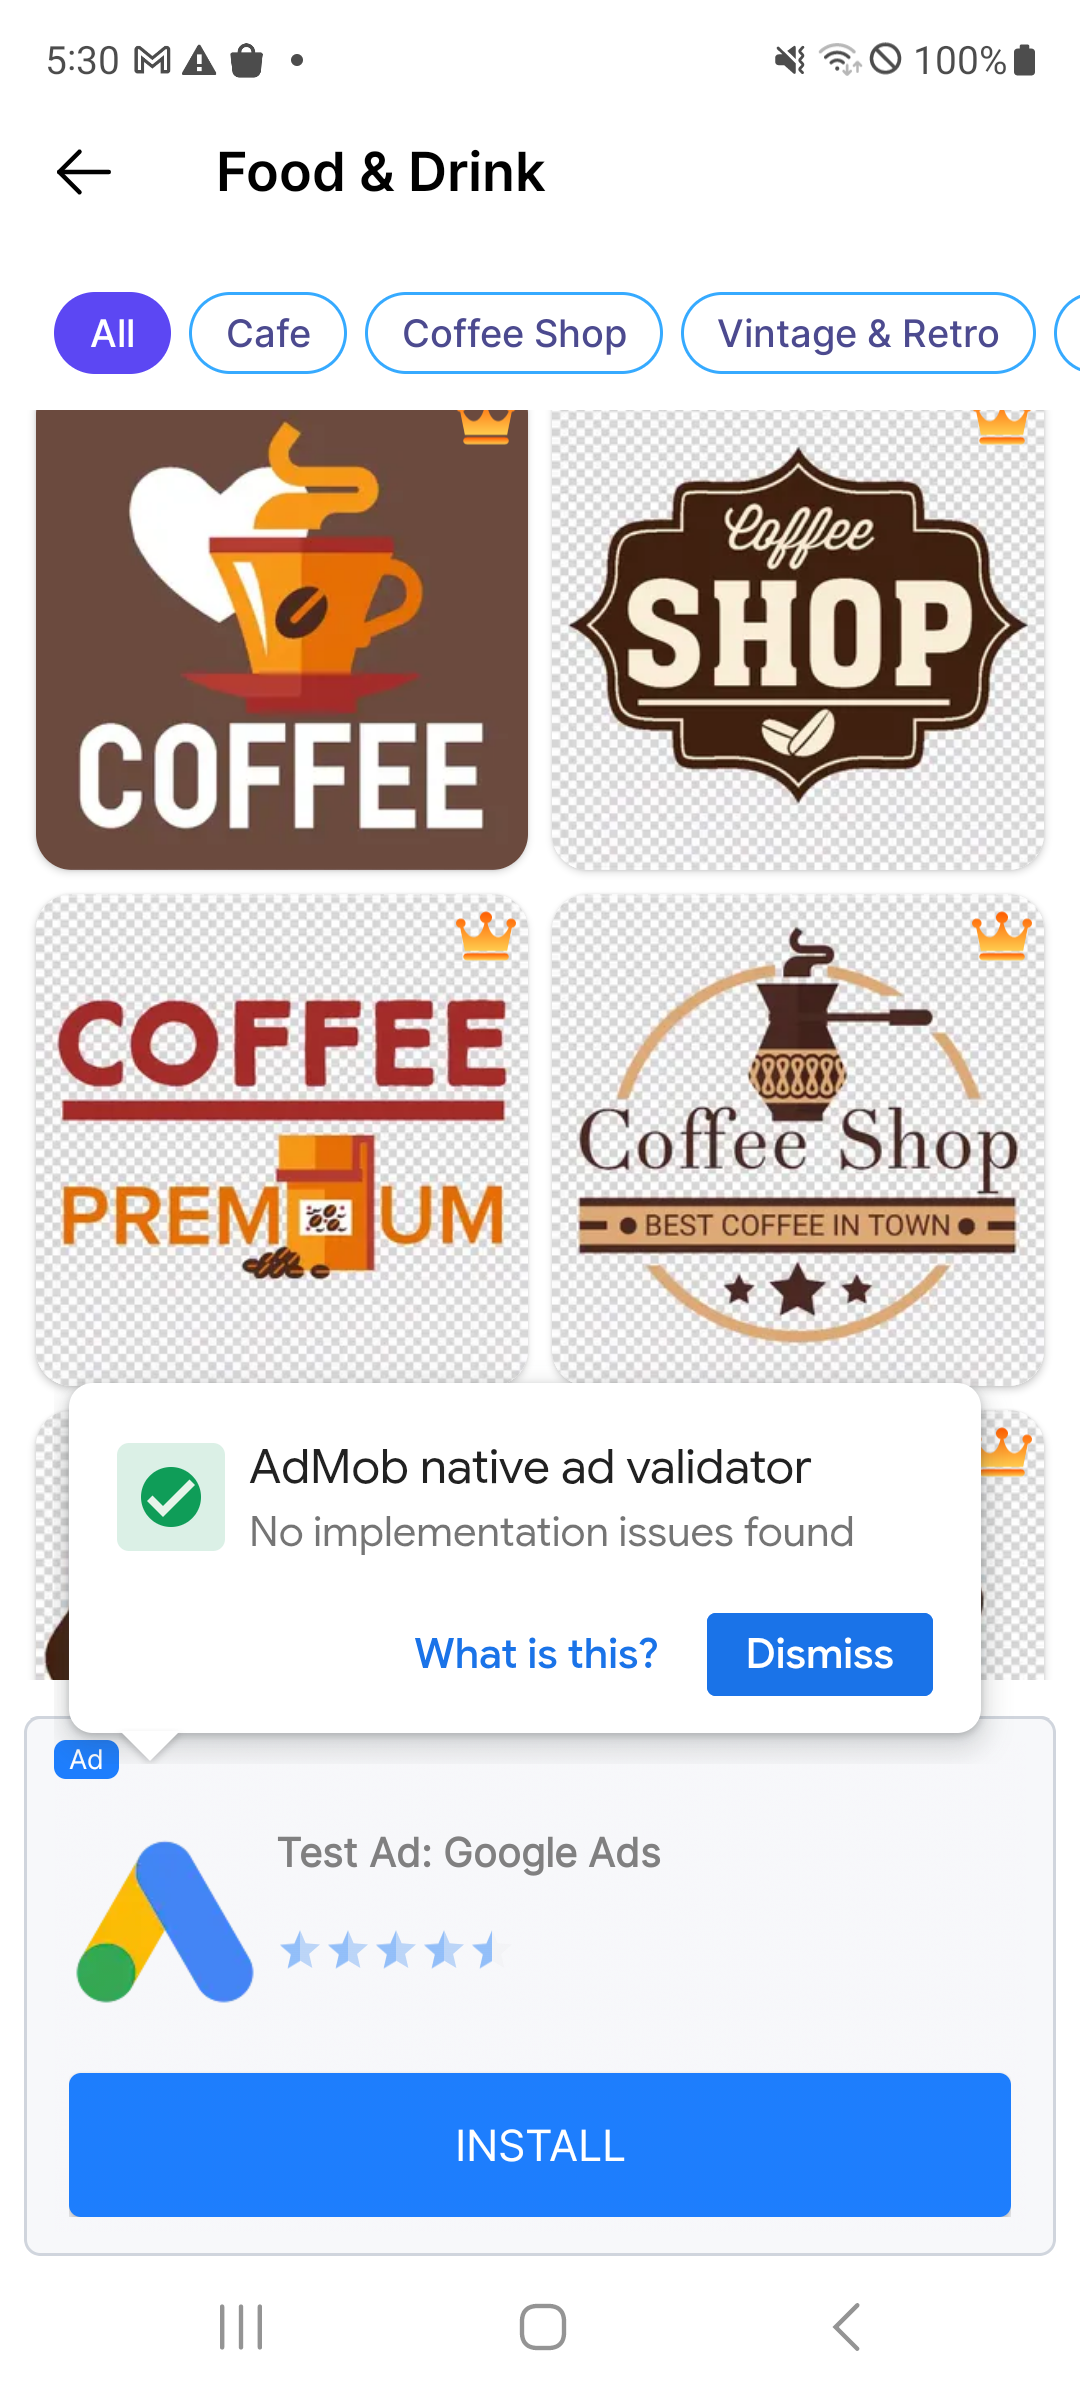 5:30
100%
Food & Drink
All
Cafe
Coffee Shop
Vintage & Retro
COFFEE
Coffee
SHOP
COFFEE
PREMIUM
Coffee Shop
BEST COFFEE IN TOWN
AdMob native ad validator
No implementation issues found
What is this?
Dismiss
Ad
Test Ad: Google Ads
INSTALL